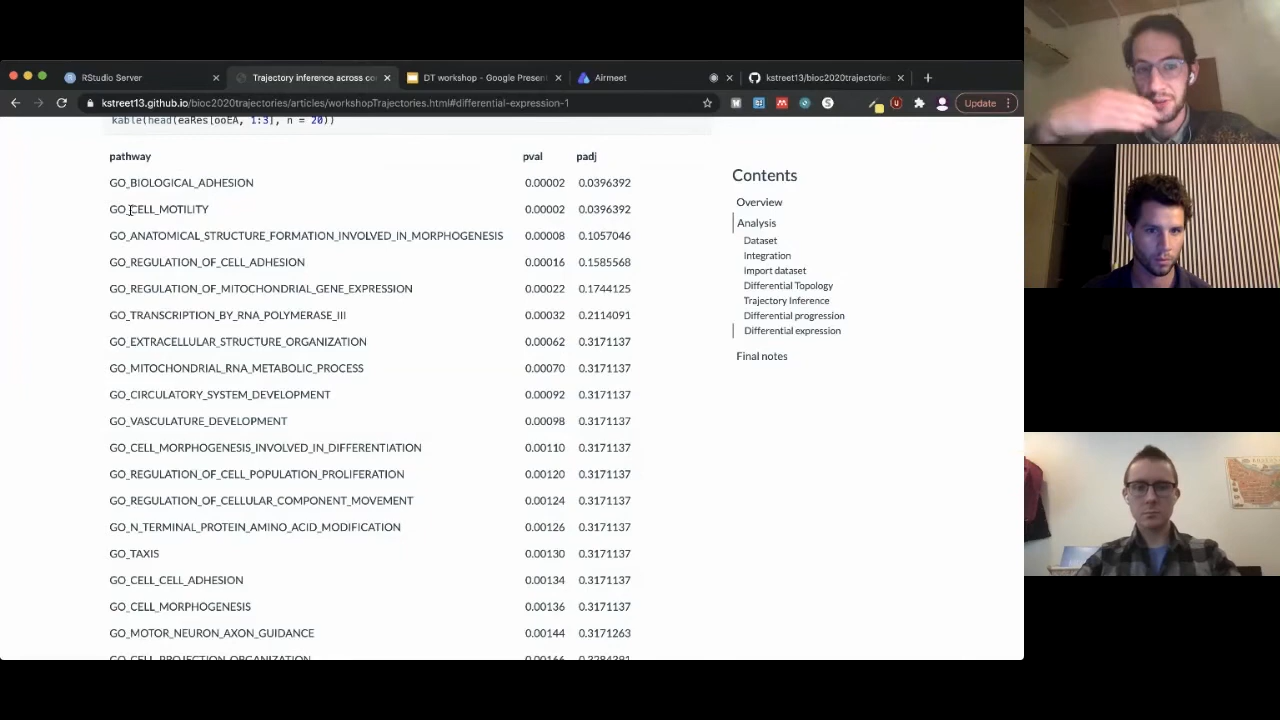 RStudio Server
Trajectory inference across co
DT workshop - Google Present
Airmeet
kstreet13/bioc2020trajectories
kstreet13.github.io/bioc2020trajectories/articles/workshopTrajectories.html#differential-expression-1
Update
kable(head(eaRes[ooEA, 1:3], n = 20))
pathway pval padj
GO_BIOLOGICAL_ADHESION 0.00002 0.0396392
GO_CELL_MOTILITY 0.00002 0.0396392
GO_ANATOMICAL_STRUCTURE_FORMATION_INVOLVED_IN_MORPHOGENESIS 0.00008 0.1057046
GO_REGULATION_OF_CELL_ADHESION 0.00016 0.1585568
GO_REGULATION_OF_MITOCHONDRIAL_GENE_EXPRESSION 0.00022 0.1744125
GO_TRANSCRIPTION_BY_RNA_POLYMERASE_III 0.00032 0.2114091
GO_EXTRACELLULAR_STRUCTURE_ORGANIZATION 0.00062 0.3171137
GO_MITOCHONDRIAL_RNA_METABOLIC_PROCESS 0.00070 0.3171137
GO_CIRCULATORY_SYSTEM_DEVELOPMENT 0.00092 0.3171137
GO_VASCULATURE_DEVELOPMENT 0.00098 0.3171137
GO_CELL_MORPHOGENESIS_INVOLVED_IN_DIFFERENTIATION 0.00110 0.3171137
GO_REGULATION_OF_CELL_POPULATION_PROLIFERATION 0.00120 0.3171137
GO_REGULATION_OF_CELLULAR_COMPONENT_MOVEMENT 0.00124 0.3171137
GO_N_TERMINAL_PROTEIN_AMINO_ACID_MODIFICATION 0.00126 0.3171137
GO_TAXIS 0.00130 0.3171137
GO_CELL_CELL_ADHESION 0.00134 0.3171137
GO_CELL_MORPHOGENESIS 0.00136 0.3171137
GO_MOTOR_NEURON_AXON_GUIDANCE 0.00144 0.3171263
GO_CELL_PROJECTION_ORGANIZATION 0.00166 0.3284391
Contents
Overview
Analysis
Dataset
Integration
Import dataset
Differential Topology
Trajectory Inference
Differential progression
Differential expression
Final notes